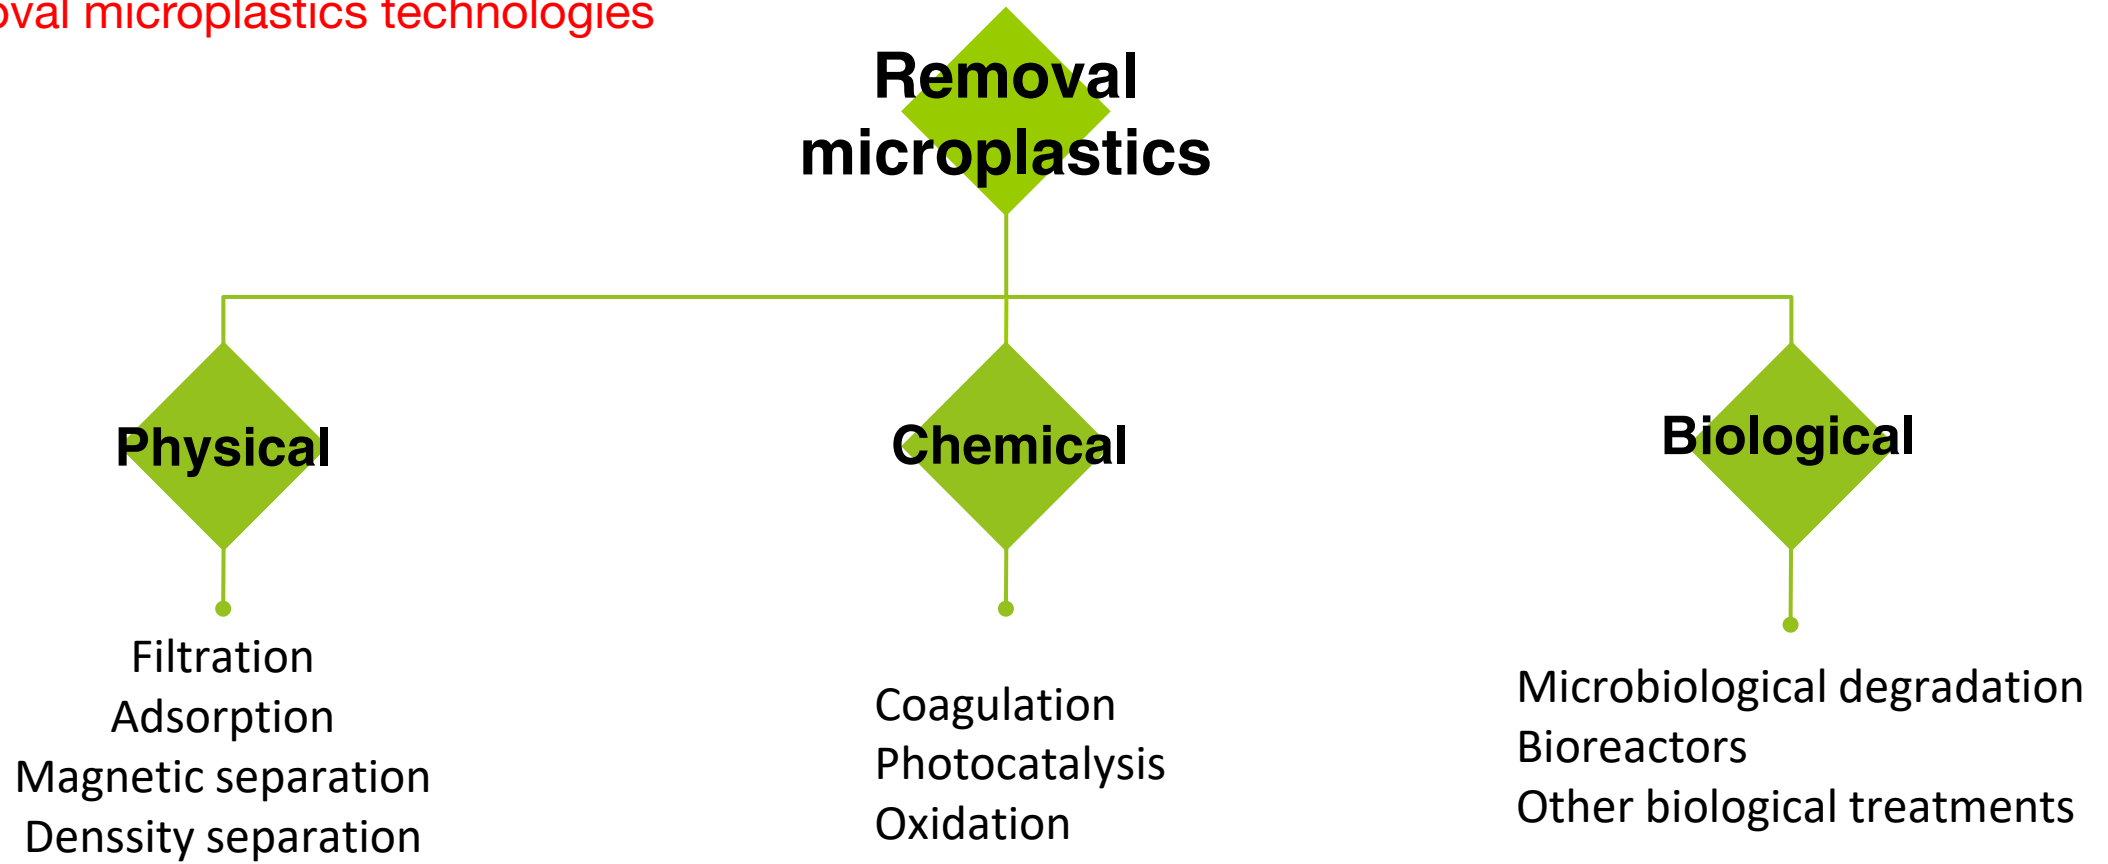 oval microplastics technologies
Removal
microplastics
Physical
Chemical
Biological
Filtration
Adsorption
Magnetic separation
Denssity separation
Coagulation
Photocatalysis
Oxidation
Microbiological degradation
Bioreactors
Other biological treatments